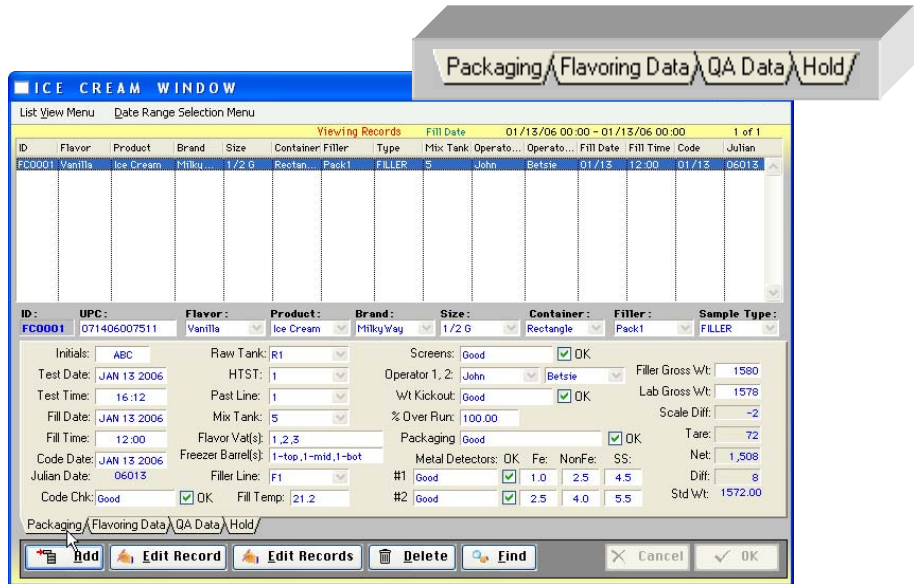 Packaging Flavoring Data QA Data Hold
ICE CREAM WINDOW
List View Menu Date Range Selection Menu
Viewing Records Fill Date 01/13/06 00:00 - 01/13/06 00:00 1 of 1
ID Flavor Product Brand Size Container Filler Type Mix Tank Operato... Operato... Fill Date Fill Time Code Julian
FC0001 Vanilla Ice Cream Milky... 1/2 G Rectan... Pack1 FILLER 5 John Betsie 01/13 12:00 01/13 06013
ID: UPC: Flavor: Product: Brand: Size: Container: Filler: Sample Type:
FC0001 071406007511 Vanilla Ice Cream MilkyWay 1/2 G Rectangle Pack1 FILLER
Initials: ABC Raw Tank: R1 Screens: Good OK
Test Date: JAN 13 2006 HTST: 1 Operator 1, 2: John Betsie Filler Gross Wt: 1580
Test Time: 16:12 Past Line: 1 Wt Kickout: Good OK Lab Gross Wt: 1578
Fill Date: JAN 13 2006 Mix Tank: 5 % Over Run: 100.00 Scale Diff: -2
Fill Time: 12:00 Flavor Vat(s): 1,2,3 Packaging Good OK Tare: 72
Code Date: JAN 13 2006 Freezer Barrel(s): 1-top,1-mid,1-bot Metal Detectors: OK Fe: NonFe: SS: Net: 1,508
Julian Date: 06013 Filler Line: F1 #1 Good 1.0 2.5 4.5 Diff: 8
Code Chk: Good OK Fill Temp: 21.2 #2 Good 2.5 4.0 5.5 Std Wt: 1572.00
Packaging Flavoring Data QA Data Hold
Add Edit Record Edit Records Delete Find Cancel OK